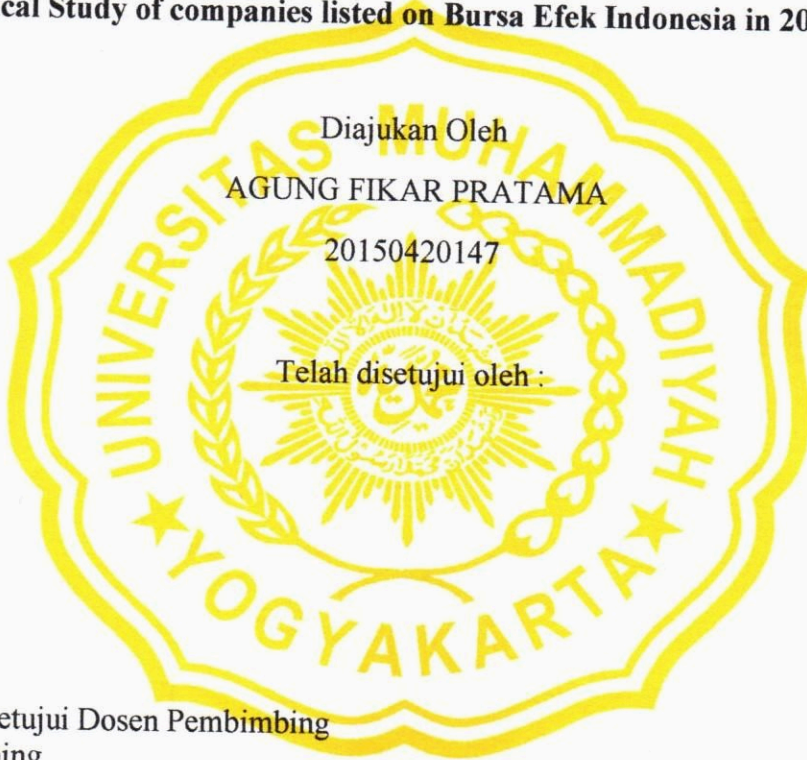 cal Study of companies listed on Bursa Efek Indonesia in 20
Diajukan Oleh
AGUNG FIKAR PRATAMA
20150420147
Telah disetujui oleh :
UNIVERSITAS MUHAMMADIYAH
★ YOGYAKARTA ★
etujui Dosen Pembimbing